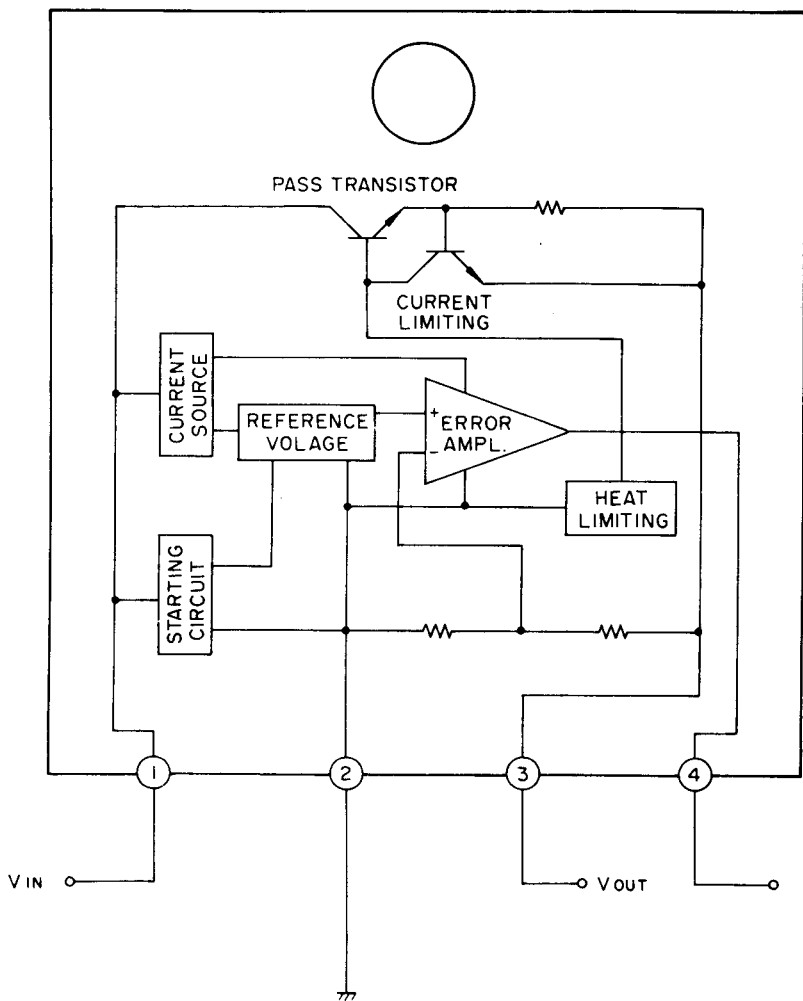 PASS TRANSISTOR
CURRENT
LIMITING
CURRENT
SOURCE
REFERENCE
VOLAGE
+
-
ERROR
AMPL.
HEAT
LIMITING
STARTING
CIRCUIT
1
2
3
4
VIN
VOUT